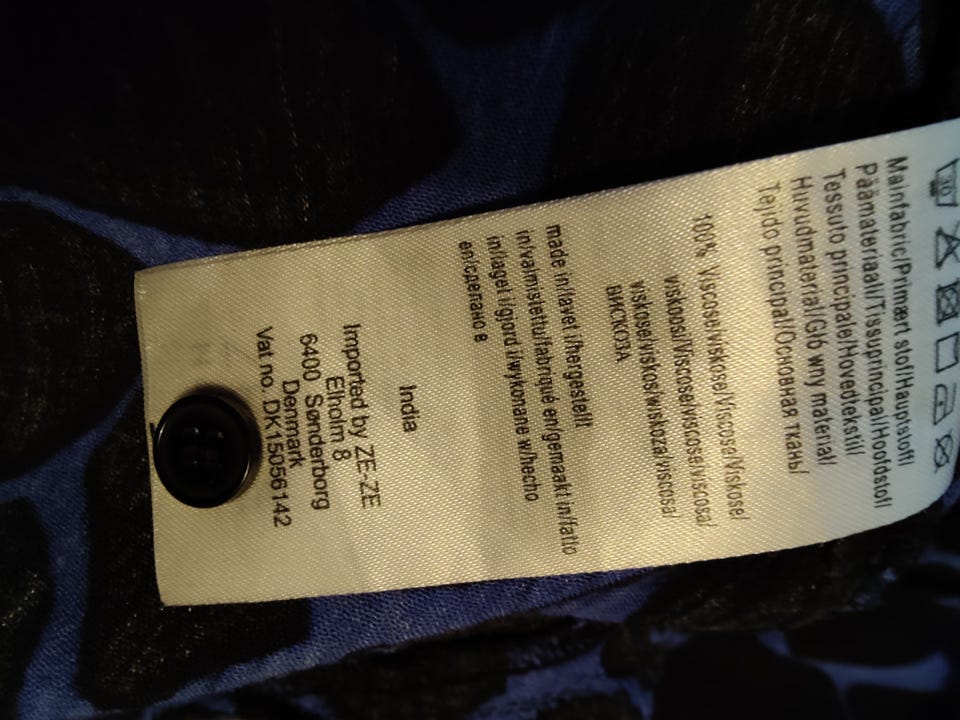 Mainfabric/Primært stof/Hauptstoff/
Päämateriaali/Tissuprincipal/Hoofdstof/
Tessuto principale/Hovedtekstil/
Huvudmaterial/Głó wny materiał/
Tejido principal/Основная ткань/
100% Viscose/viskose/Viscose/Viskose/
viskoosi/Viscose/viscose/viscosa/
viskose/viskos/wiskoza/viscosa/
ВИСКОЗА
made in/lavet i/hergestellt
in/valmistettu/fabriqué en/gemaakt in/fatto
in/laget i/gjord i/wykonane w/hecho
en/сделано в
India
Imported by ZE-ZE
Elholm 8
6400 Sønderborg
Denmark
Vat no. DK15056142